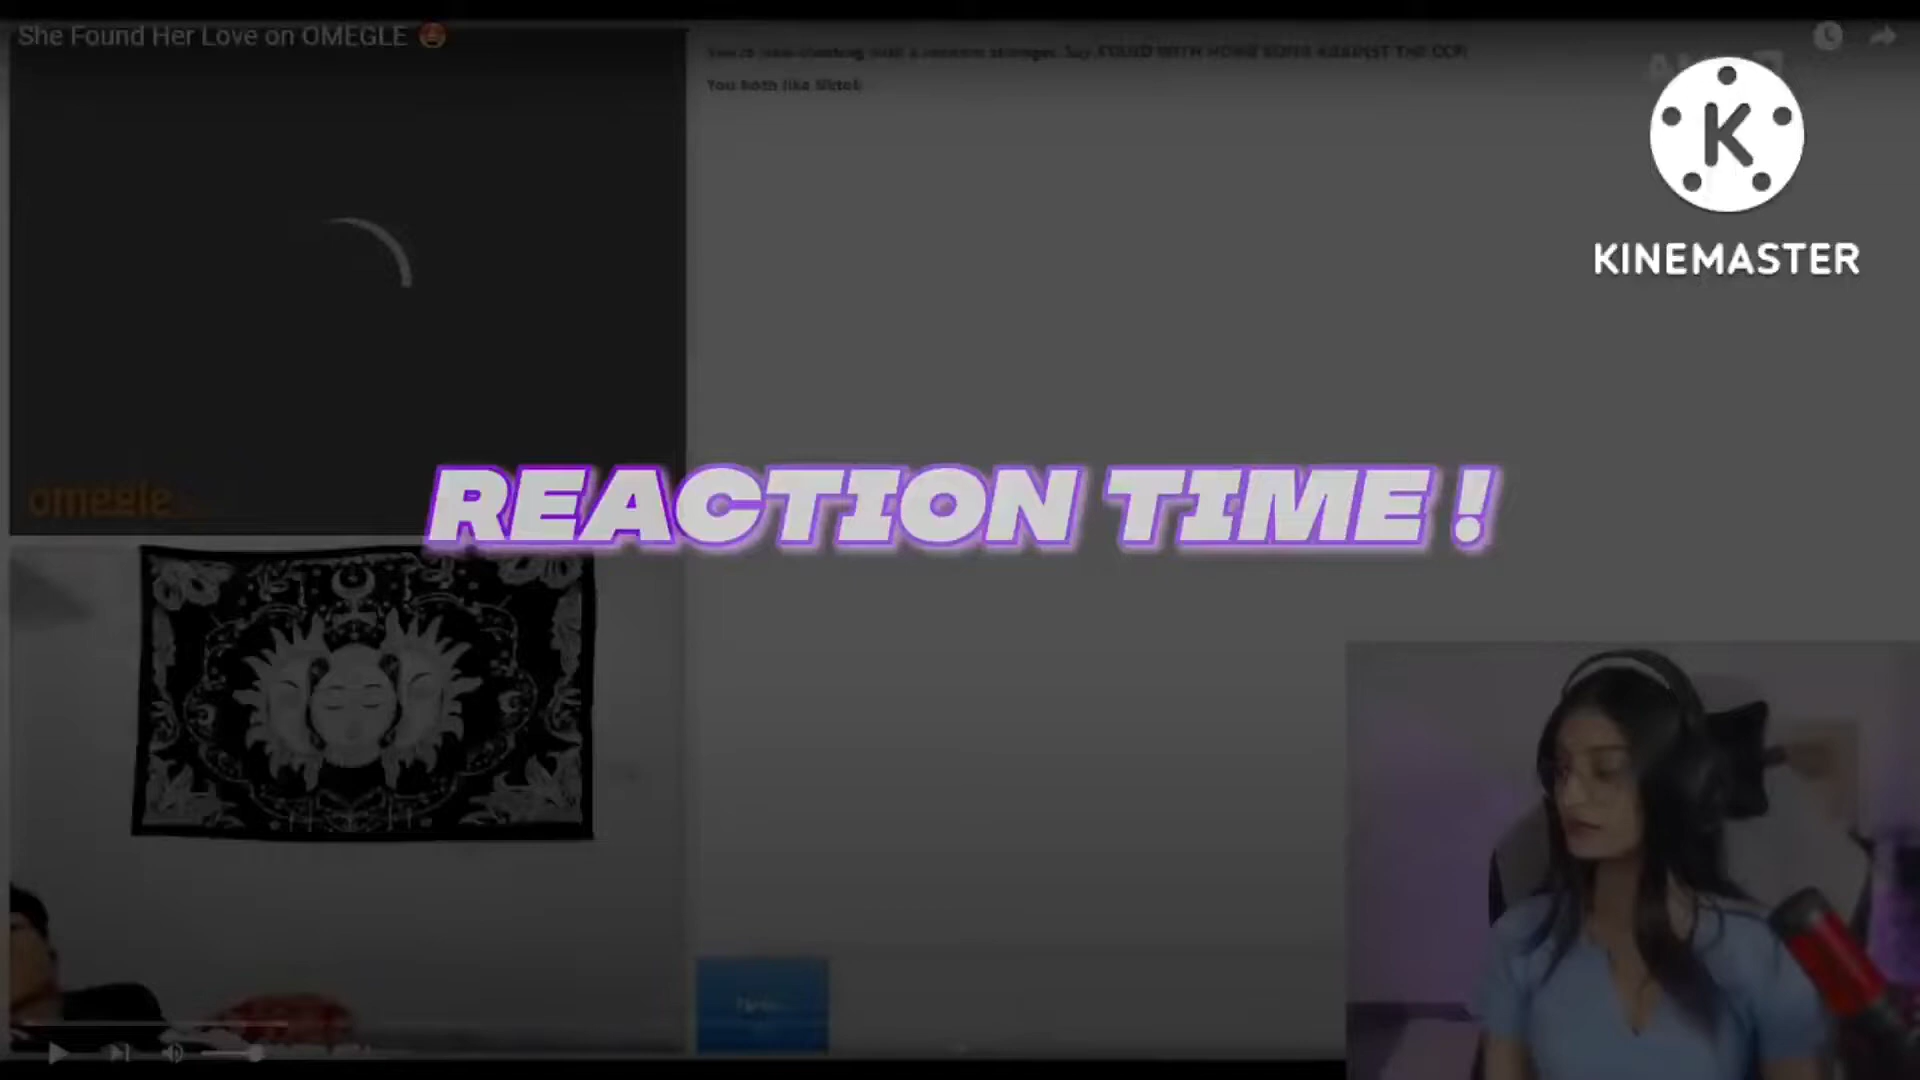 She Found Her Love on OMEGLE
You both like tiktok
K
KINEMASTER
omegle
REACTION TIME !